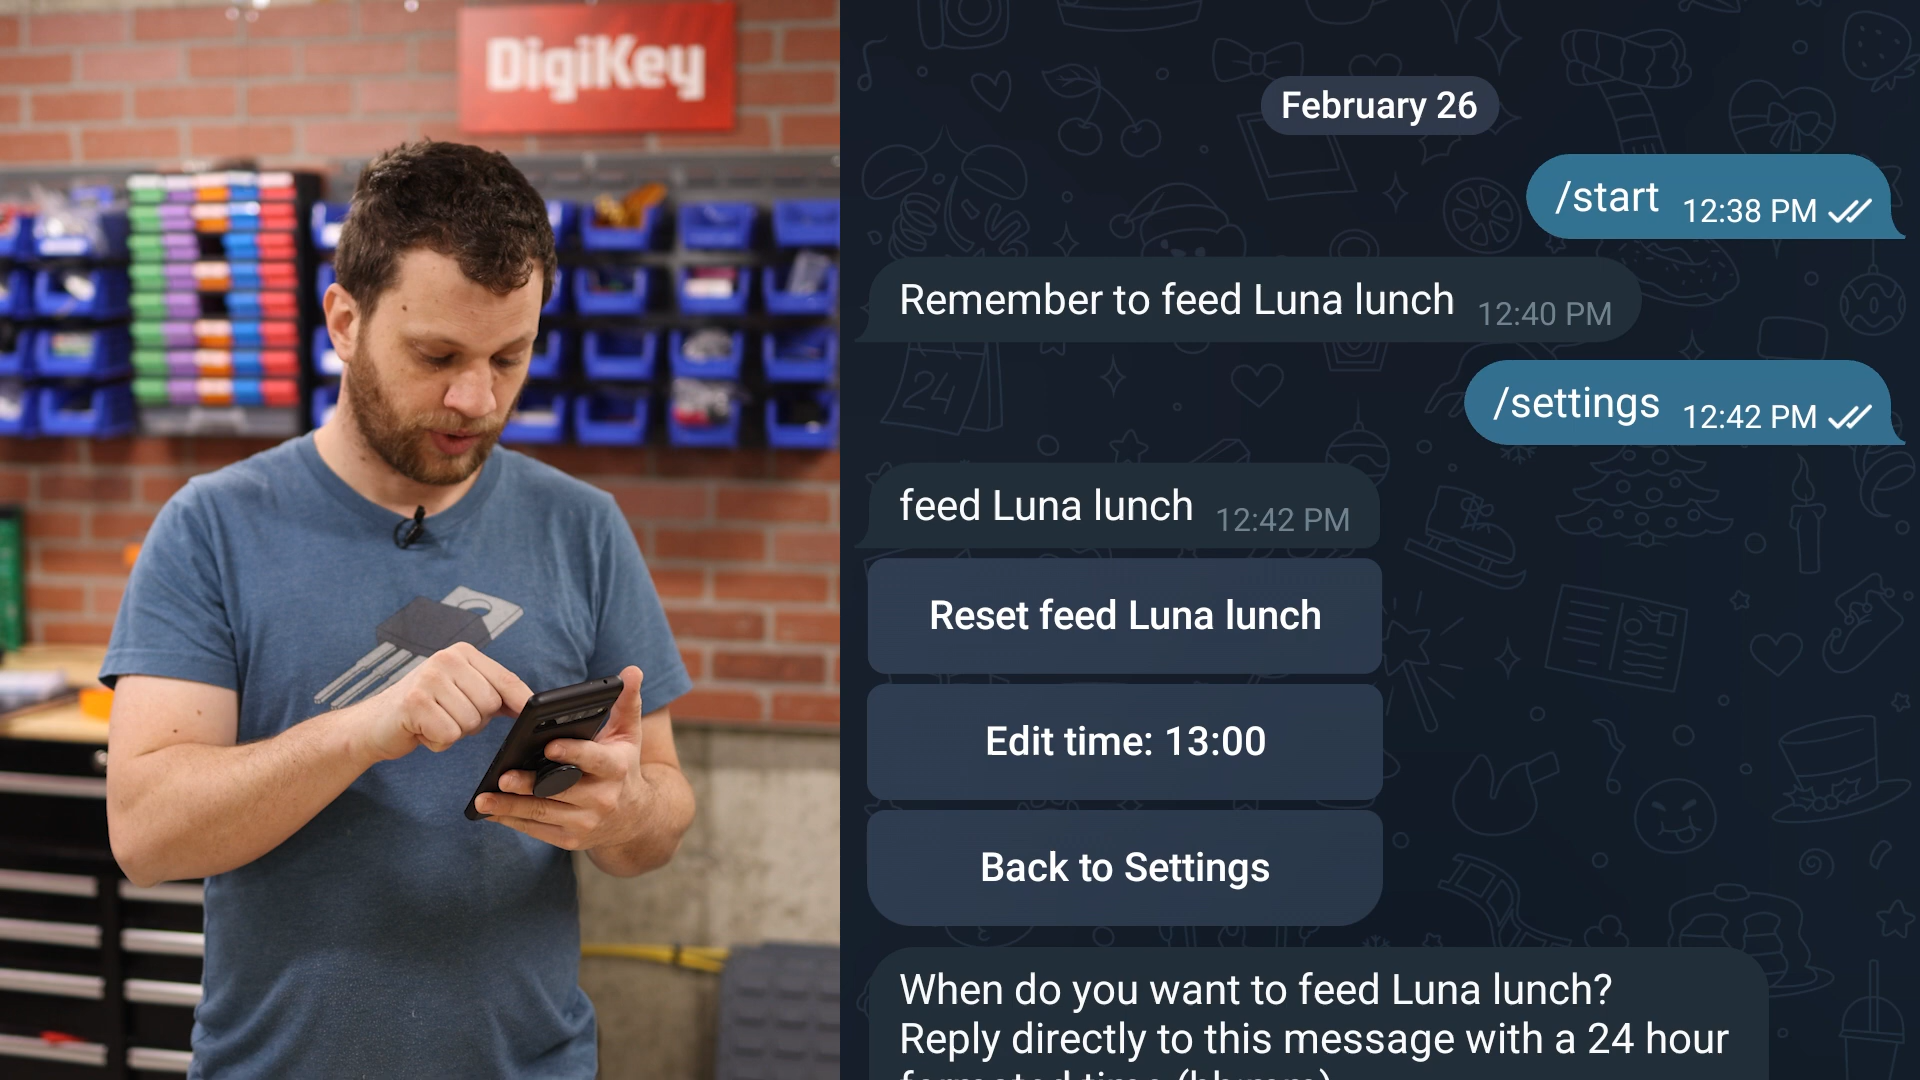 DigiKey
February 26
/start 12:38 PM
Remember to feed Luna lunch 12:40 PM
/settings 12:42 PM
feed Luna lunch 12:42 PM
Reset feed Luna lunch
Edit time: 13:00
Back to Settings
When do you want to feed Luna lunch?
Reply directly to this message with a 24 hour